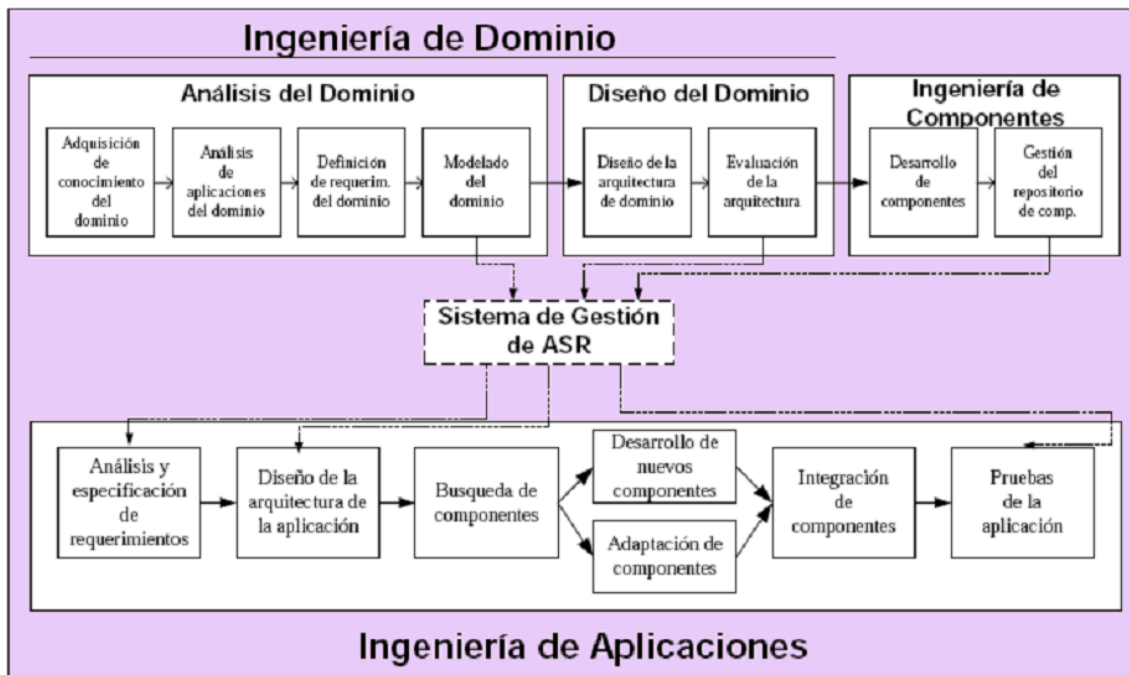 Ingeniería de Dominio
Análisis del Dominio
Adquisición
de
conocimiento
del
dominio
Análisis
de
aplicaciones
del dominio
Definición
de requerim.
del dominio
Modelado
del
dominio
Diseño del Dominio
Diseño de la
arquitectura
de dominio
Evaluación
de la
arquitectura
Ingeniería de
Componentes
Desarrollo
de
componentes
Gestión
del
repositorio
de comp.
Sistema de Gestión
de ASR
Análisis y
especificación
de
requerimientos
Diseño de la
arquitectura de
la aplicación
Busqueda de
componentes
Desarrollo de
nuevos
componentes
Adaptación de
componentes
Integración
de
componentes
Pruebas
de la
aplicación
Ingeniería de Aplicaciones